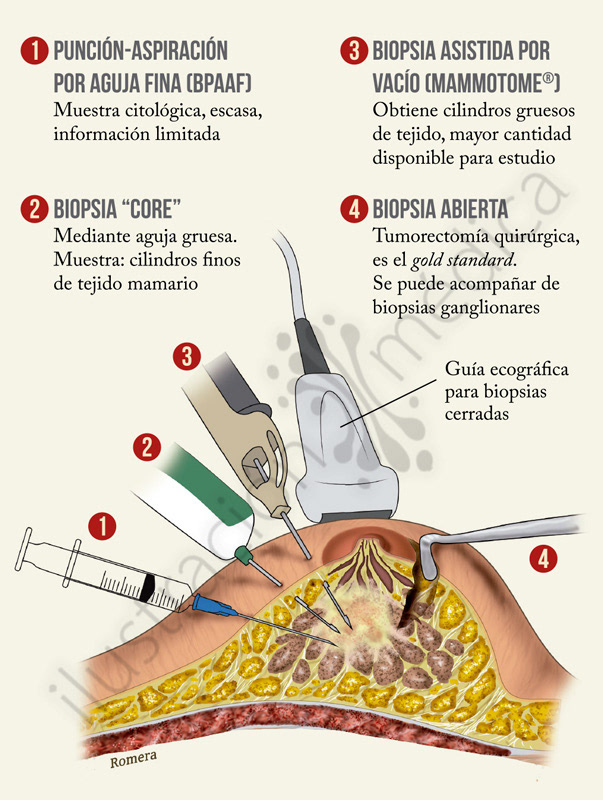 1 PUNCIÓN-ASPIRACIÓN
POR AGUJA FINA (BPAAF)
Muestra citológica, escasa,
información limitada
2 BIOPSIA “CORE”
Mediante aguja gruesa.
Muestra: cilindros finos
de tejido mamario
3 BIOPSIA ASISTIDA POR
VACÍO (MAMMOTOME®)
Obtiene cilindros gruesos
de tejido, mayor cantidad
disponible para estudio
4 BIOPSIA ABIERTA
Tumorectomía quirúrgica,
es el gold standard.
Se puede acompañar de
biopsias ganglionares
Guía ecográfica
para biopsias
cerradas
3
2
1
4
ilustración médica
Romera